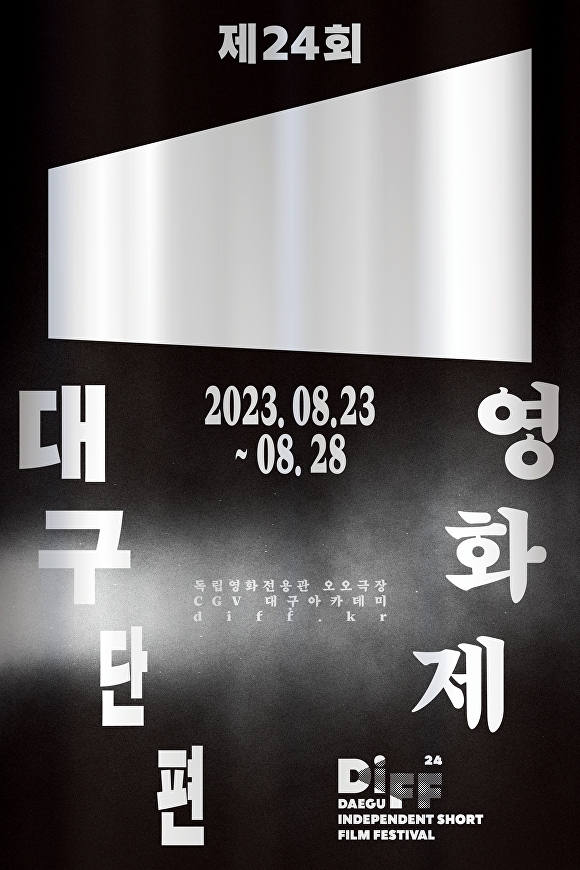 제24회
2023. 08. 23
~ 08. 28
대구단편
영화제
독립영화전용관 오오극장
CGV 대구아카데미
diff.kr
DiFF 24
DAEGU
INDEPENDENT SHORT
FILM FESTIVAL